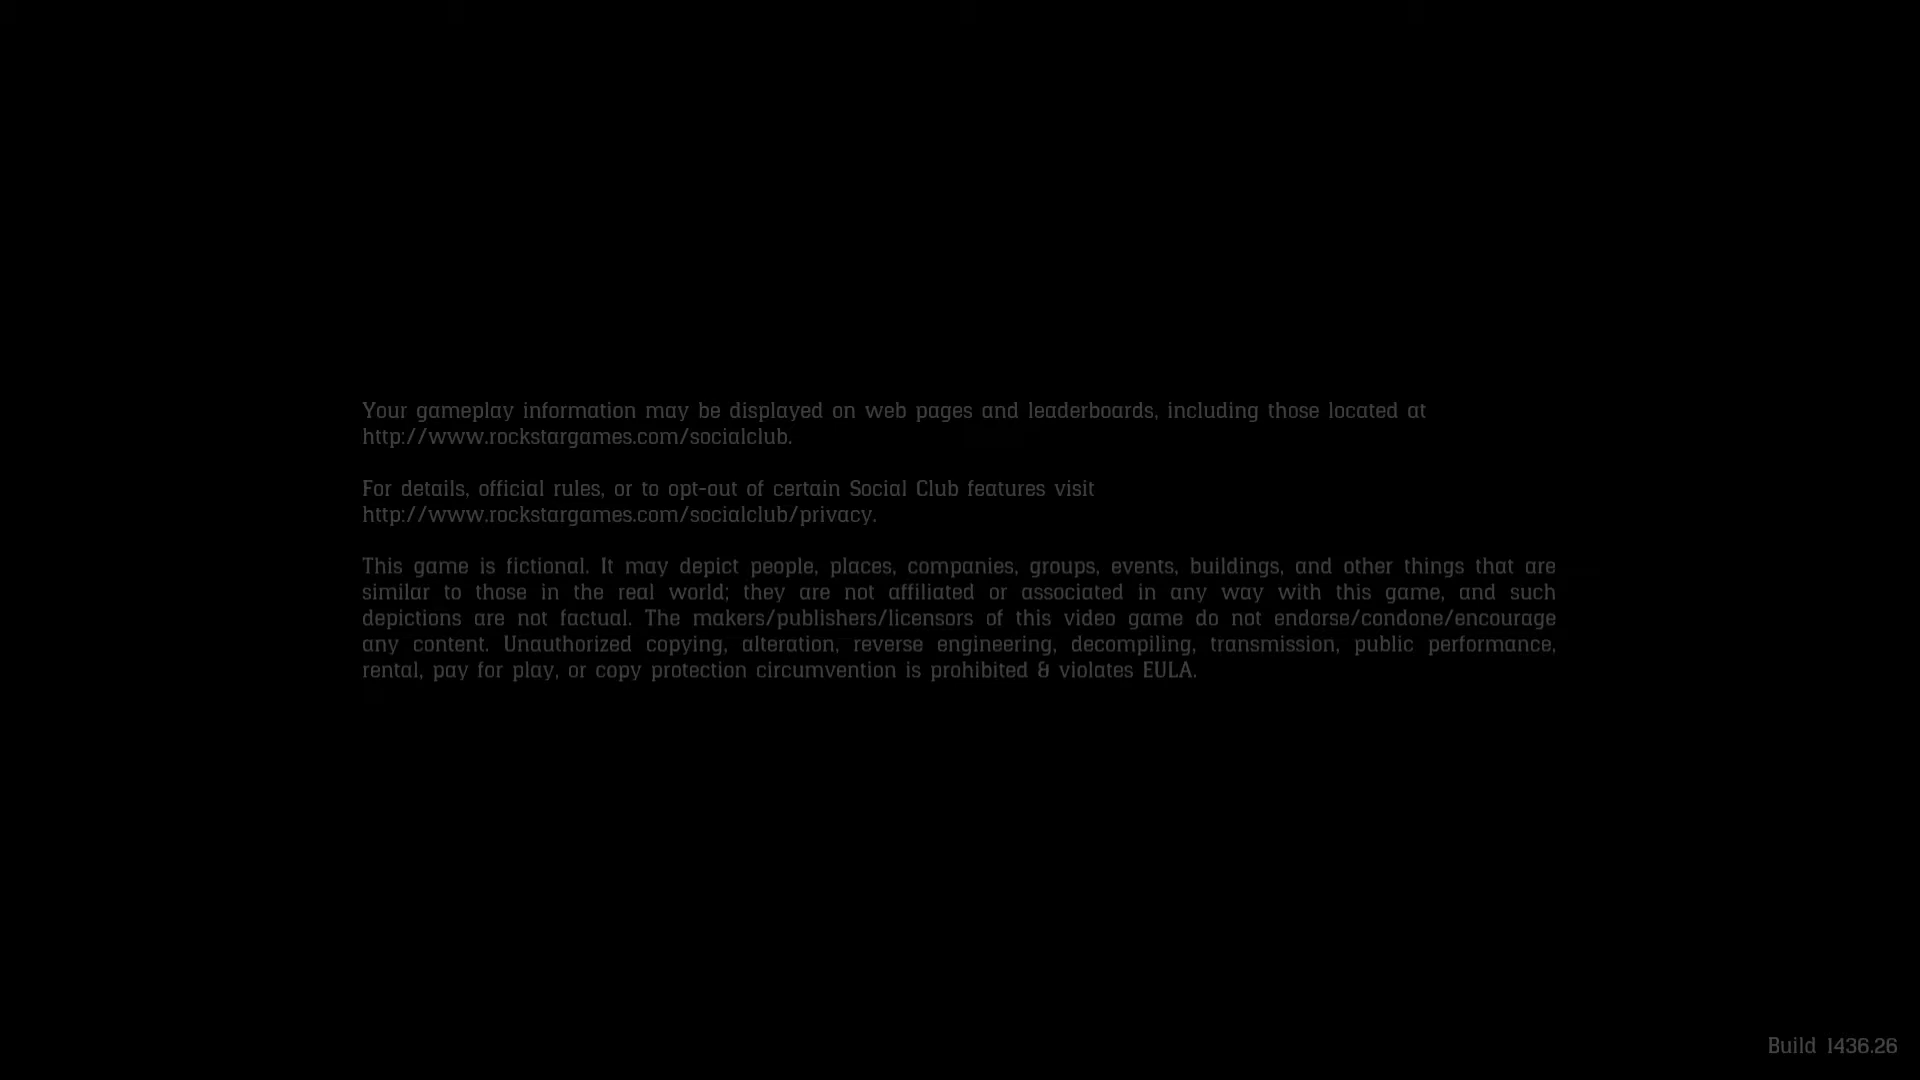 Your gameplay information may be displayed on web pages and leaderboards, including those located at
http://www.rockstargames.com/socialclub.
For details, official rules, or to opt-out of certain Social Club features visit
http://www.rockstargames.com/socialclub/privacy.
This game is fictional. It may depict people, places, companies, groups, events, buildings, and other things that are
similar to those in the real world; they are not affiliated or associated in any way with this game, and such
depictions are not factual. The makers/publishers/licensors of this video game do not endorse/condone/encourage
any content. Unauthorized copying, alteration, reverse engineering, decompiling, transmission, public performance,
rental, pay for play, or copy protection circumvention is prohibited & violates EULA.
Build 1436.26